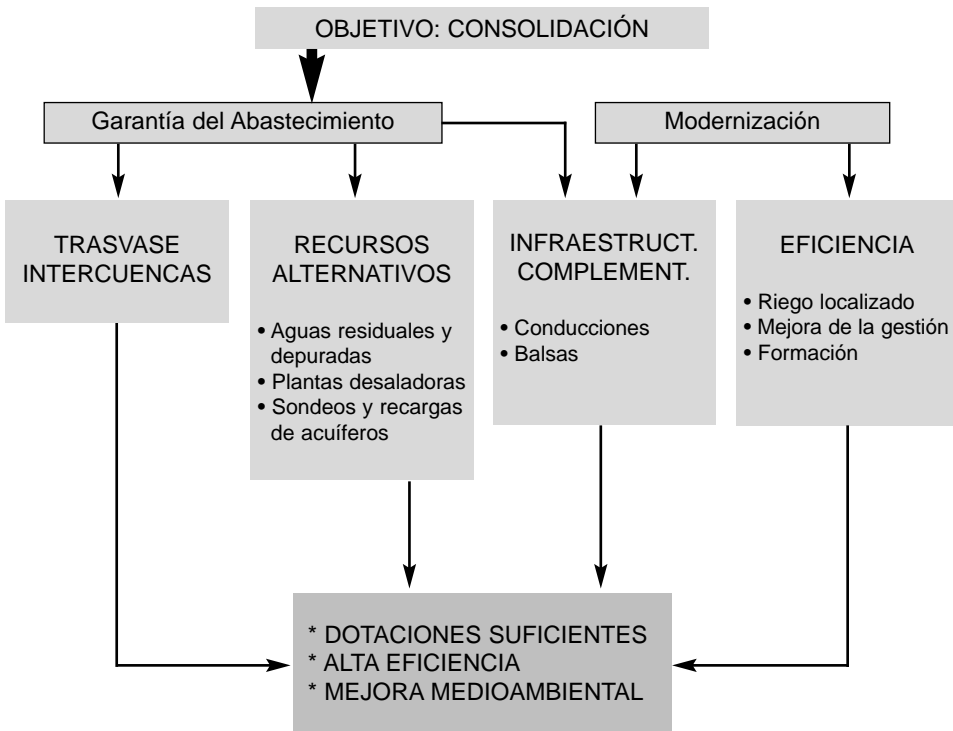 OBJETIVO: CONSOLIDACIÓN
Garantía del Abastecimiento
Modernización
TRASVASE
INTERCUENCAS
RECURSOS
ALTERNATIVOS
• Aguas residuales y
depuradas
• Plantas desaladoras
• Sondeos y recargas
de acuíferos
INFRAESTRUCT.
COMPLEMENT.
• Conducciones
• Balsas
EFICIENCIA
• Riego localizado
• Mejora de la gestión
• Formación
* DOTACIONES SUFICIENTES
* ALTA EFICIENCIA
* MEJORA MEDIOAMBIENTAL